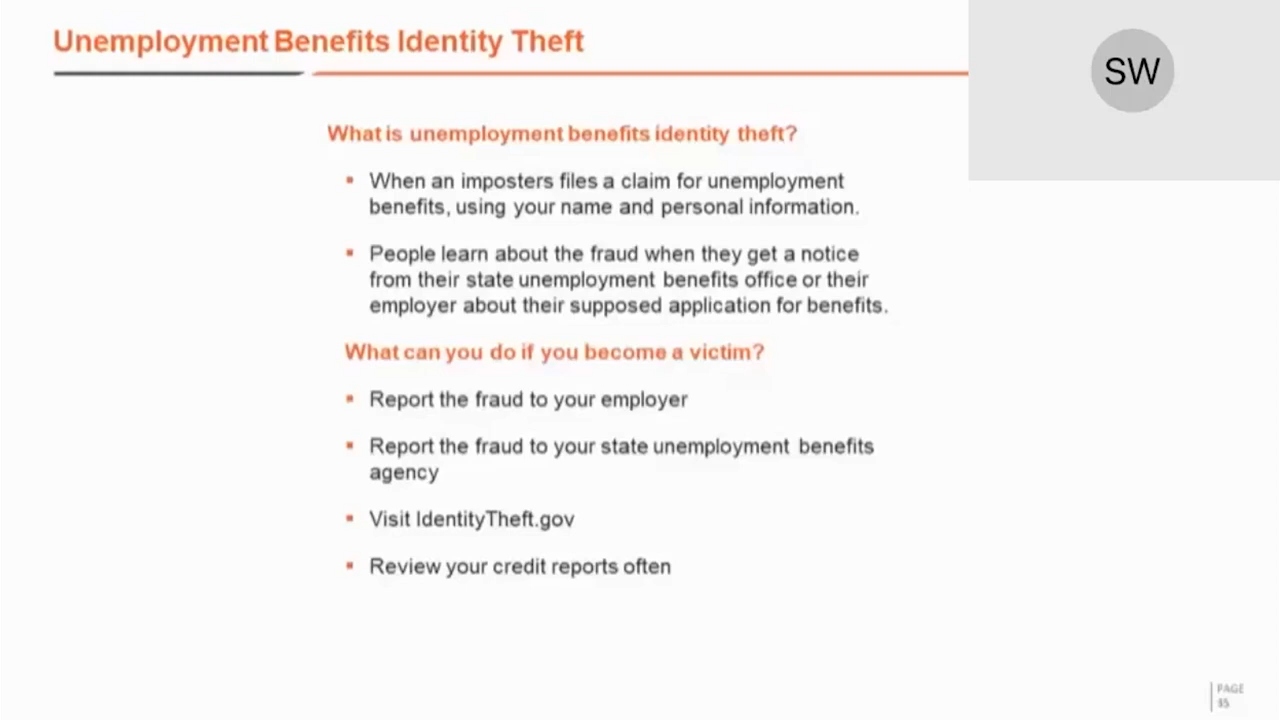 Unemployment Benefits Identity Theft
SW
What is unemployment benefits identity theft?
▪ When an imposters files a claim for unemployment
benefits, using your name and personal information.
▪ People learn about the fraud when they get a notice
from their state unemployment benefits office or their
employer about their supposed application for benefits.
What can you do if you become a victim?
▪ Report the fraud to your employer
▪ Report the fraud to your state unemployment benefits
agency
▪ Visit IdentityTheft.gov
▪ Review your credit reports often
PAGE